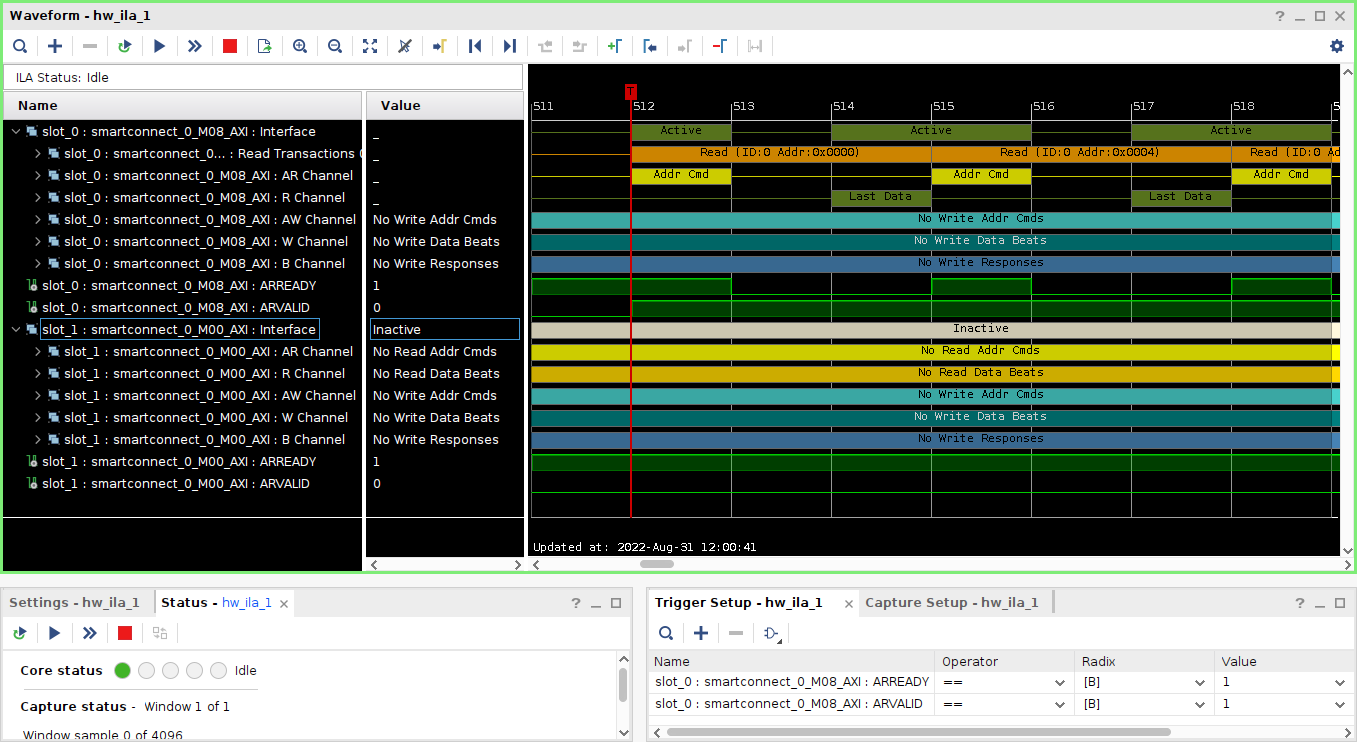 Waveform - hw_ila_1
ILA Status: Idle
Name Value
511 512 513 514 515 516 517 518 5
T
slot_0 : smartconnect_0_M08_AXI : Interface _ Active Active Active
slot_0 : smartconnect_0... : Read Transactions _ Read (ID:0 Addr:0x0000) Read (ID:0 Addr:0x0004) Read (ID:0 Ad
slot_0 : smartconnect_0_M08_AXI : AR Channel _ Addr Cmd Addr Cmd Addr Cmd
slot_0 : smartconnect_0_M08_AXI : R Channel _ Last Data Last Data
slot_0 : smartconnect_0_M08_AXI : AW Channel No Write Addr Cmds No Write Addr Cmds
slot_0 : smartconnect_0_M08_AXI : W Channel No Write Data Beats No Write Data Beats
slot_0 : smartconnect_0_M08_AXI : B Channel No Write Responses No Write Responses
slot_0 : smartconnect_0_M08_AXI : ARREADY 1
slot_0 : smartconnect_0_M08_AXI : ARVALID 0
slot_1 : smartconnect_0_M00_AXI : Interface Inactive Inactive
slot_1 : smartconnect_0_M00_AXI : AR Channel No Read Addr Cmds No Read Addr Cmds
slot_1 : smartconnect_0_M00_AXI : R Channel No Read Data Beats No Read Data Beats
slot_1 : smartconnect_0_M00_AXI : AW Channel No Write Addr Cmds No Write Addr Cmds
slot_1 : smartconnect_0_M00_AXI : W Channel No Write Data Beats No Write Data Beats
slot_1 : smartconnect_0_M00_AXI : B Channel No Write Responses No Write Responses
slot_1 : smartconnect_0_M00_AXI : ARREADY 1
slot_1 : smartconnect_0_M00_AXI : ARVALID 0
Updated at: 2022-Aug-31 12:00:41
Settings - hw_ila_1 Status - hw_ila_1
Core status Idle
Capture status - Window 1 of 1
Window sample 0 of 4096
Trigger Setup - hw_ila_1 Capture Setup - hw_ila_1
Name Operator Radix Value
slot_0 : smartconnect_0_M08_AXI : ARREADY == [B] 1
slot_0 : smartconnect_0_M08_AXI : ARVALID == [B] 1